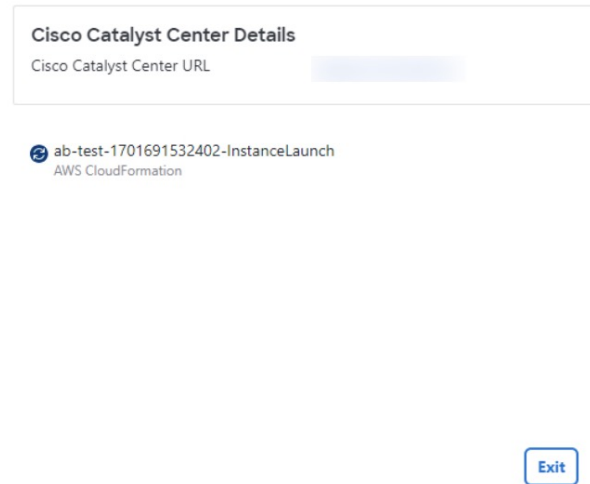 Cisco Catalyst Center Details
Cisco Catalyst Center URL
ab-test-1701691532402-InstanceLaunch
AWS CloudFormation
Exit